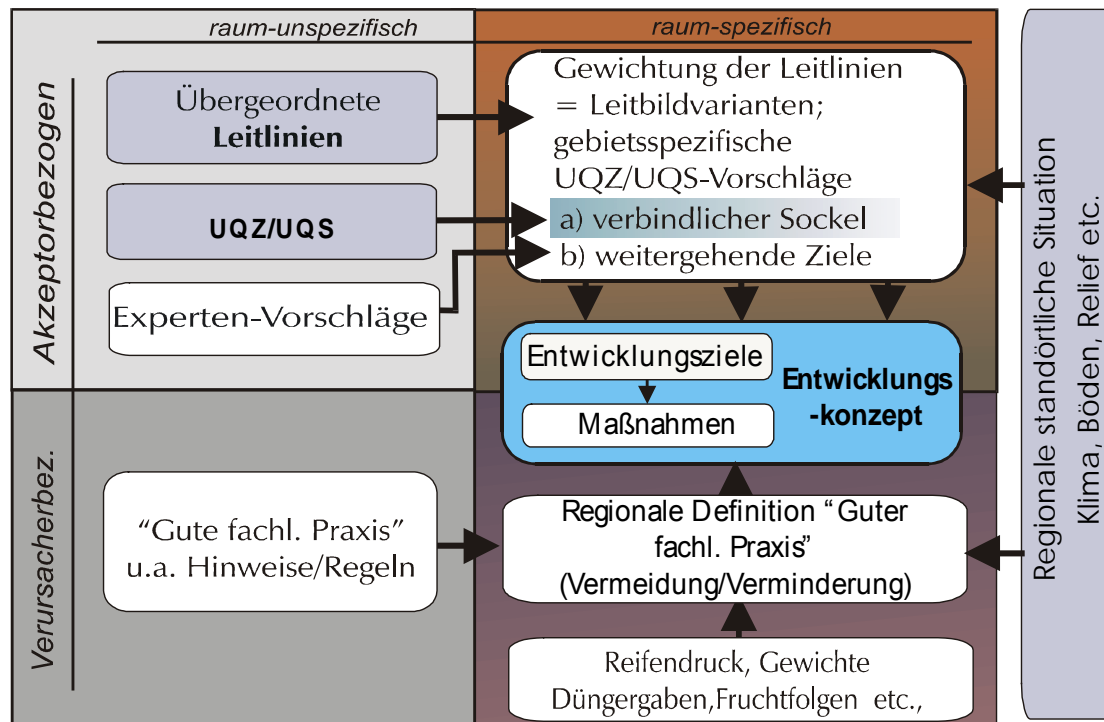 raum-unspezifisch
raum-spezifisch
Akzeptorbezogen
Übergeordnete
Leitlinien
UQZ/UQS
Experten-Vorschläge
Gewichtung der Leitlinien
= Leitbildvarianten;
gebietsspezifische
UQZ/UQS-Vorschläge
a) verbindlicher Sockel
b) weitergehende Ziele
Entwicklungsziele
Maßnahmen
Entwicklungs
-konzept
Verursacherbez.
"Gute fachl. Praxis"
u.a. Hinweise/Regeln
Regionale Definition "Guter
fachl. Praxis"
(Vermeidung/Verminderung)
Reifendruck, Gewichte
Düngergaben,Fruchtfolgen etc.,
Regionale standörtliche Situation
Klima, Böden, Relief etc.